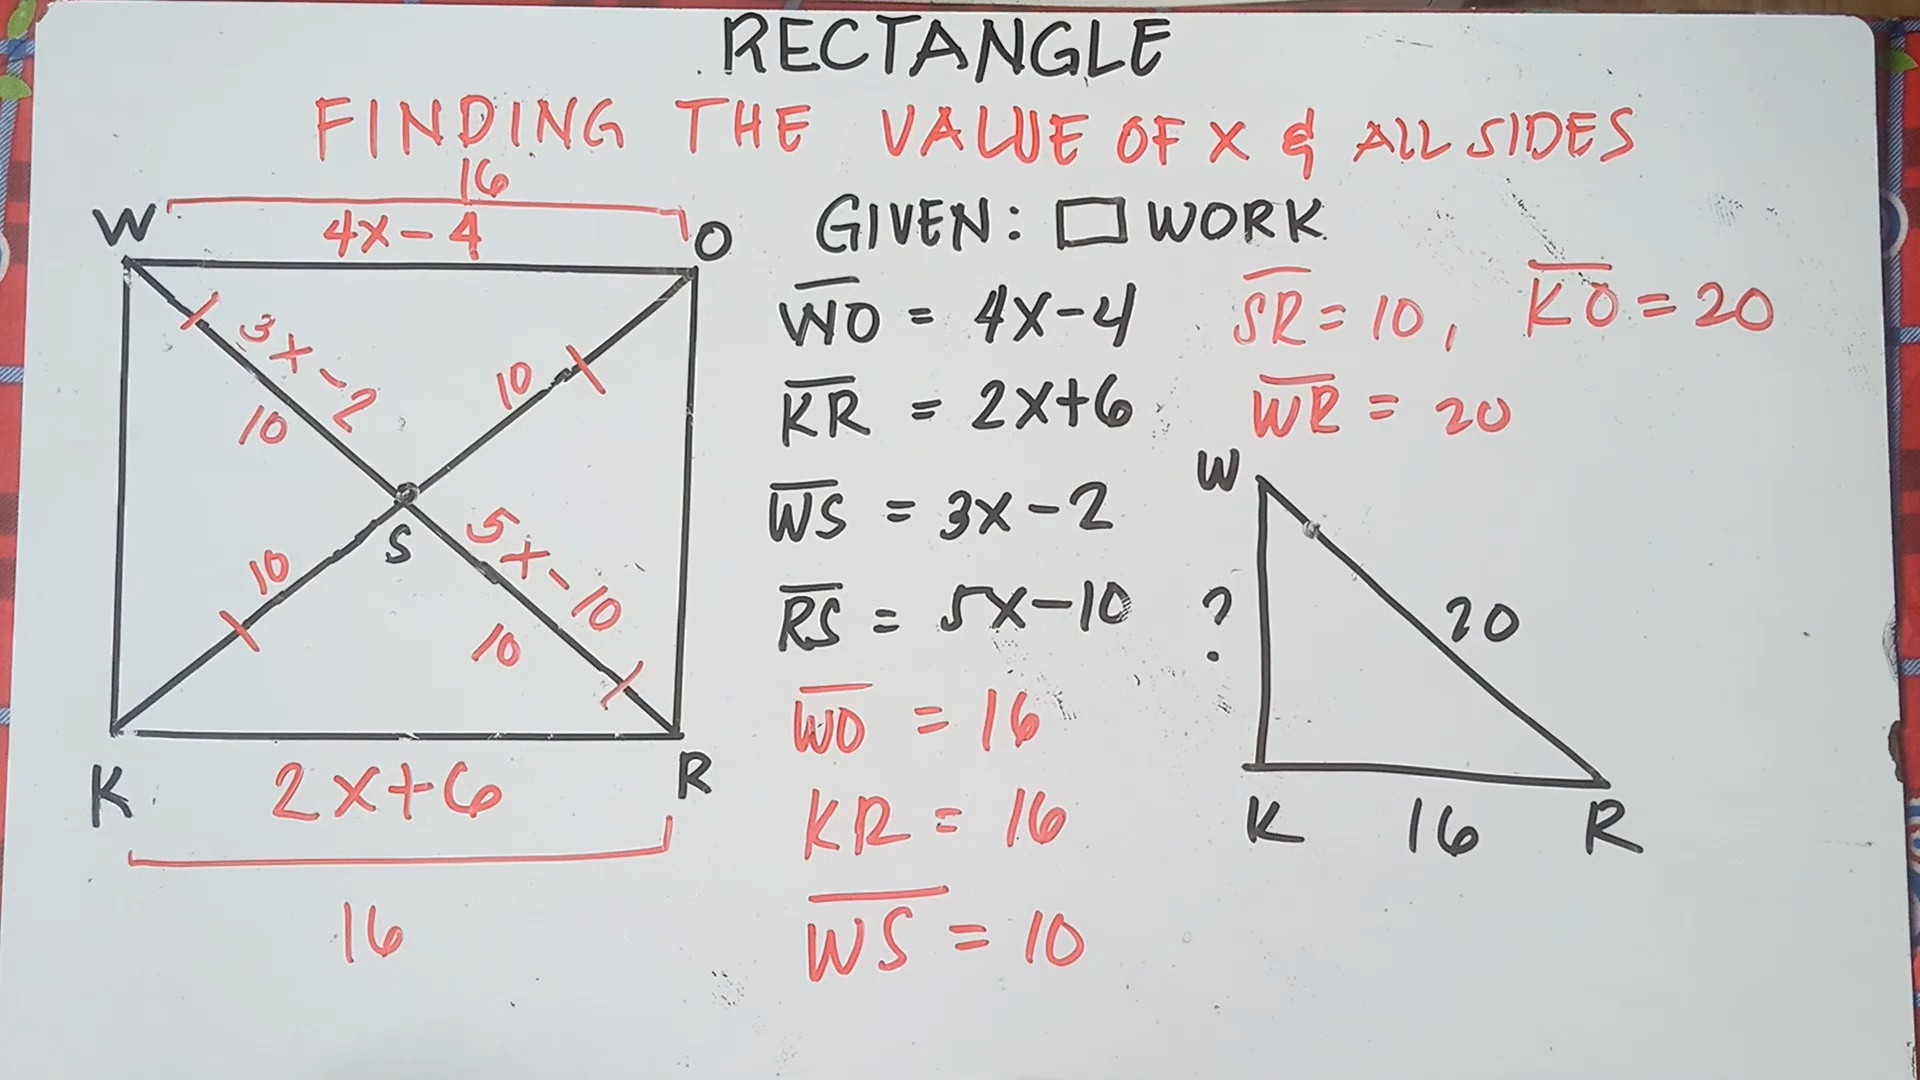 RECTANGLE
FINDING THE VALUE OF X & ALL SIDES
16
W 4x-4 O
3x-2
10
10
S
5x-10
10
10
K 2x+6 R
16
GIVEN: ▭ WORK
WO = 4x-4
KR = 2x+6
WS = 3x-2
RS = 5x-10
WO = 16
KR = 16
WS = 10
SR = 10, KO = 20
WR = 20
W
? 20
K 16 R